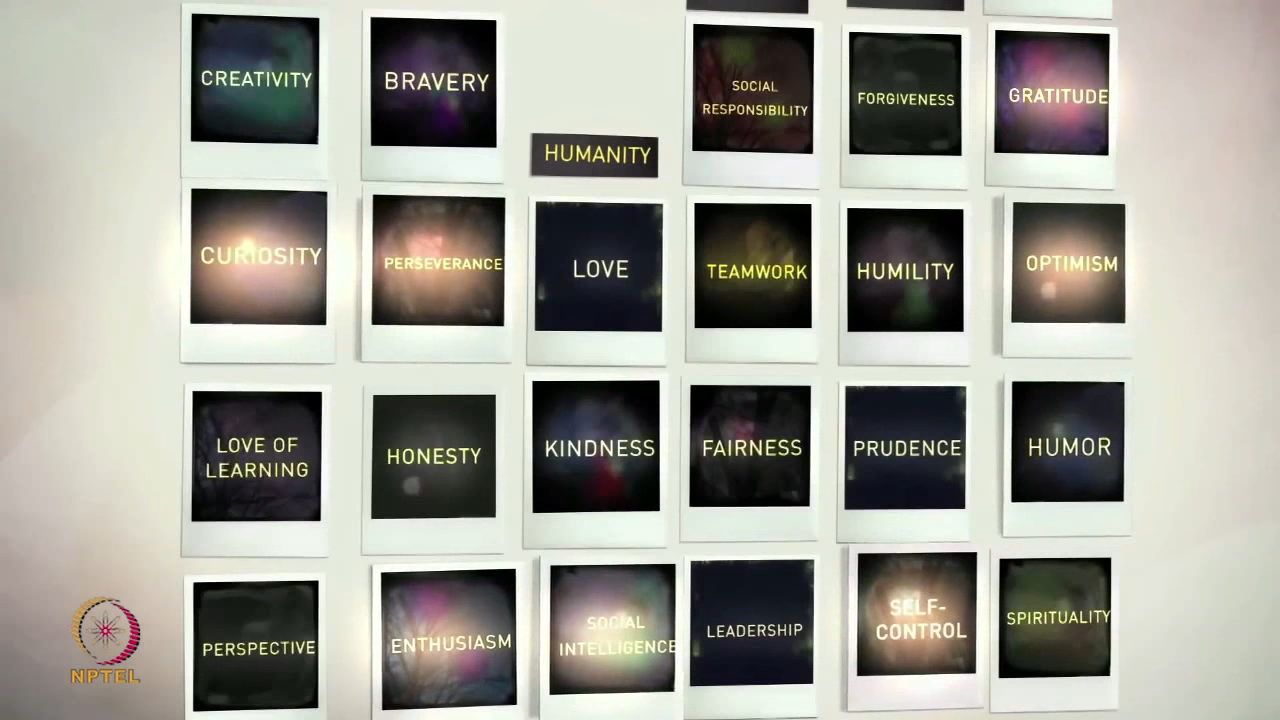 CREATIVITY
BRAVERY
SOCIAL
RESPONSIBILITY
FORGIVENESS
GRATITUDE
HUMANITY
CURIOSITY
PERSEVERANCE
LOVE
TEAMWORK
HUMILITY
OPTIMISM
LOVE OF
LEARNING
HONESTY
KINDNESS
FAIRNESS
PRUDENCE
HUMOR
PERSPECTIVE
ENTHUSIASM
SOCIAL
INTELLIGENCE
LEADERSHIP
SELF-
CONTROL
SPIRITUALITY
NPTEL